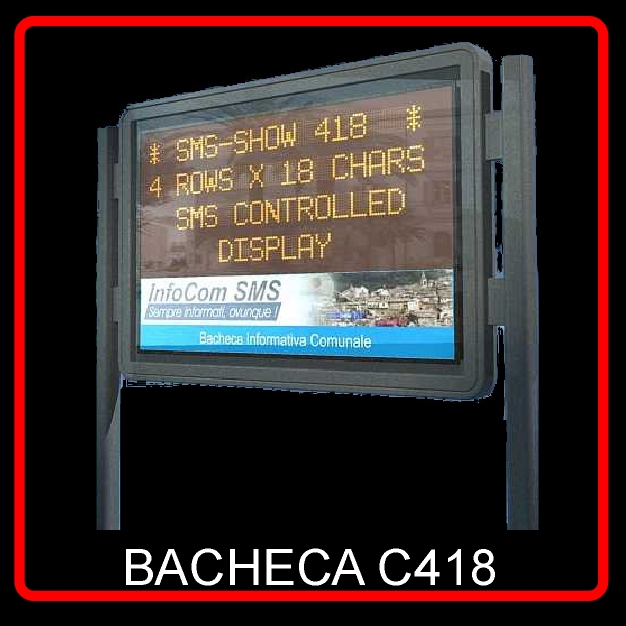 * SMS-SHOW 418 *
4 ROWS X 18 CHARS
SMS CONTROLLED
DISPLAY
InfoCom SMS
Sempre informati, ovunque !
Bacheca Informativa Comunale
BACHECA C418